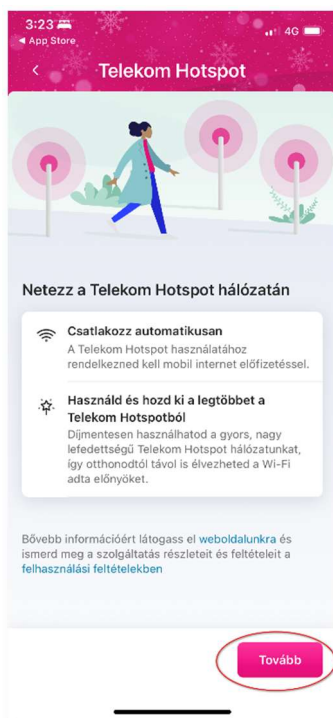 3:23
◀ App Store
4G
Telekom Hotspot
Netezz a Telekom Hotspot hálózatán
Csatlakozz automatikusan
A Telekom Hotspot használatához
rendelkezned kell mobil internet előfizetéssel.
Használd és hozd ki a legtöbbet a
Telekom Hotspotból
Díjmentesen használhatod a gyors, nagy
lefedettségű Telekom Hotspot hálózatunkat,
így otthonodtól távol is élvezheted a Wi-Fi
adta előnyöket.
Bővebb információért látogass el weboldalunkra és
ismerd meg a szolgáltatás részleteit és feltételeit a
felhasználási feltételekben
Tovább